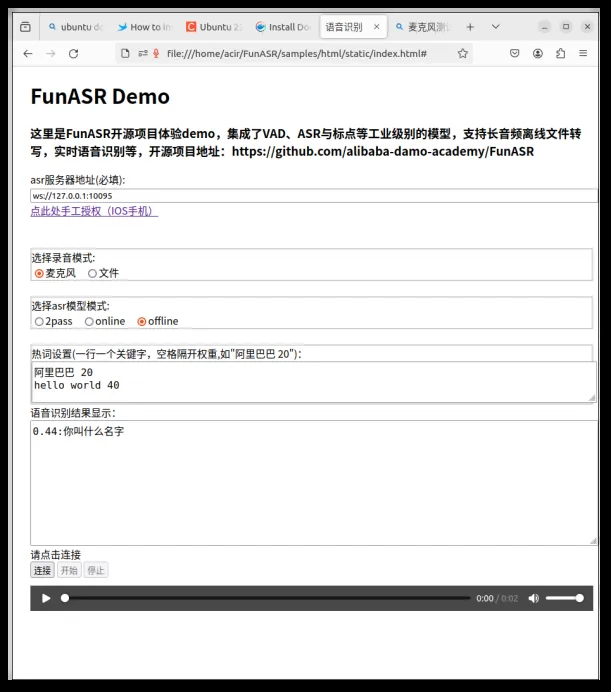 ubuntu do
How to in
Ubuntu 22
Install Doc
语音识别
麦克风测试
file:///home/acir/FunASR/samples/html/static/index.html#
FunASR Demo
这里是FunASR开源项目体验demo，集成了VAD、ASR与标点等工业级别的模型，支持长音频离线文件转
写，实时语音识别等，开源项目地址：https://github.com/alibaba-damo-academy/FunASR
asr服务器地址(必填):
ws://127.0.0.1:10095
点此处手工授权（IOS手机）
选择录音模式:
麦克风 文件
选择asr模型模式:
2pass online offline
热词设置(一行一个关键字，空格隔开权重,如"阿里巴巴 20")：
阿里巴巴 20
hello world 40
语音识别结果显示：
0.44:你叫什么名字
请点击连接
连接 开始 停止
0:00 / 0:02